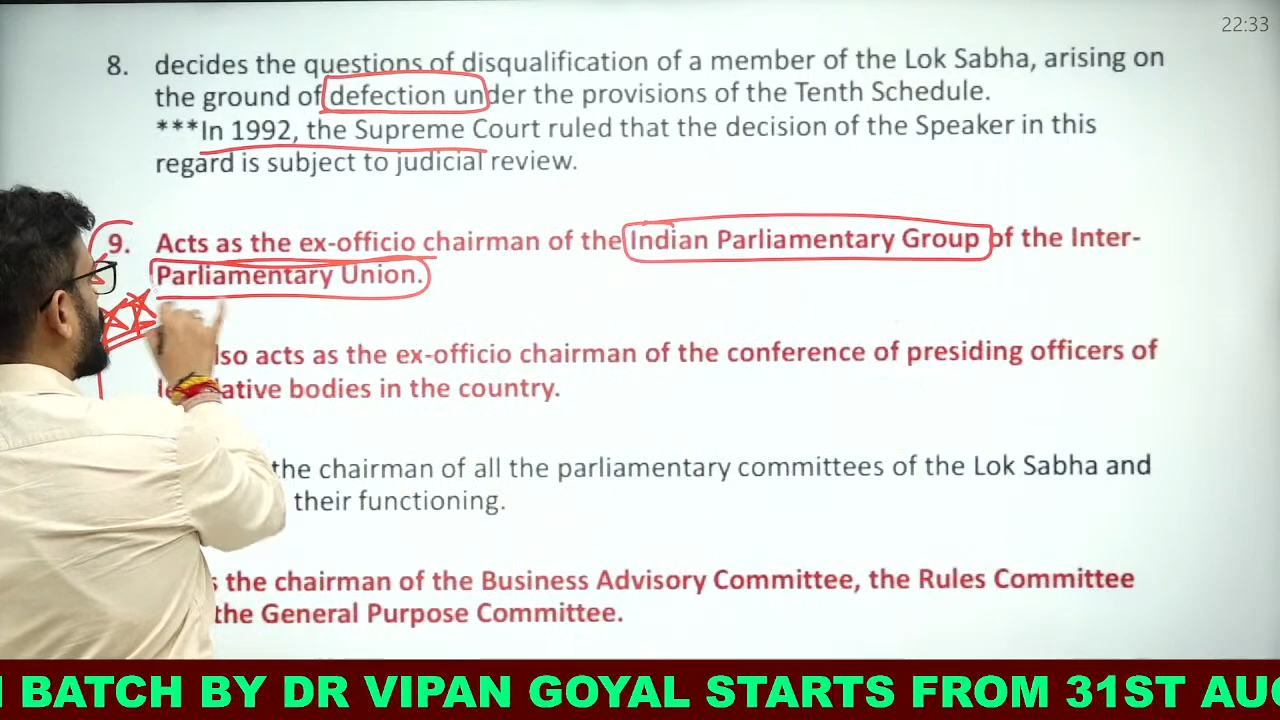 22:33
8. decides the questions of disqualification of a member of the Lok Sabha, arising on
the ground of defection under the provisions of the Tenth Schedule.
***In 1992, the Supreme Court ruled that the decision of the Speaker in this
regard is subject to judicial review.
9. Acts as the ex-officio chairman of the Indian Parliamentary Group of the Inter-
Parliamentary Union.
lso acts as the ex-officio chairman of the conference of presiding officers of
ative bodies in the country.
the chairman of all the parliamentary committees of the Lok Sabha and
their functioning.
the chairman of the Business Advisory Committee, the Rules Committee
the General Purpose Committee.
BATCH BY DR VIPAN GOYAL STARTS FROM 31ST AUG